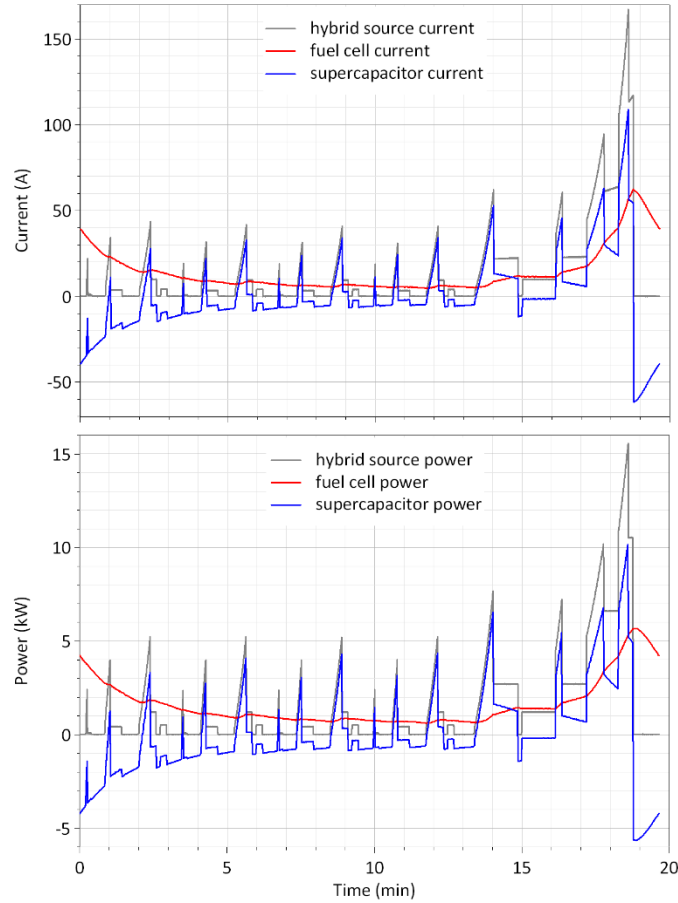 hybrid source current
fuel cell current
supercapacitor current
150
100
50
0
-50
Current (A)
hybrid source power
fuel cell power
supercapacitor power
15
10
5
0
-5
Power (kW)
0 5 10 15 20
Time (min)